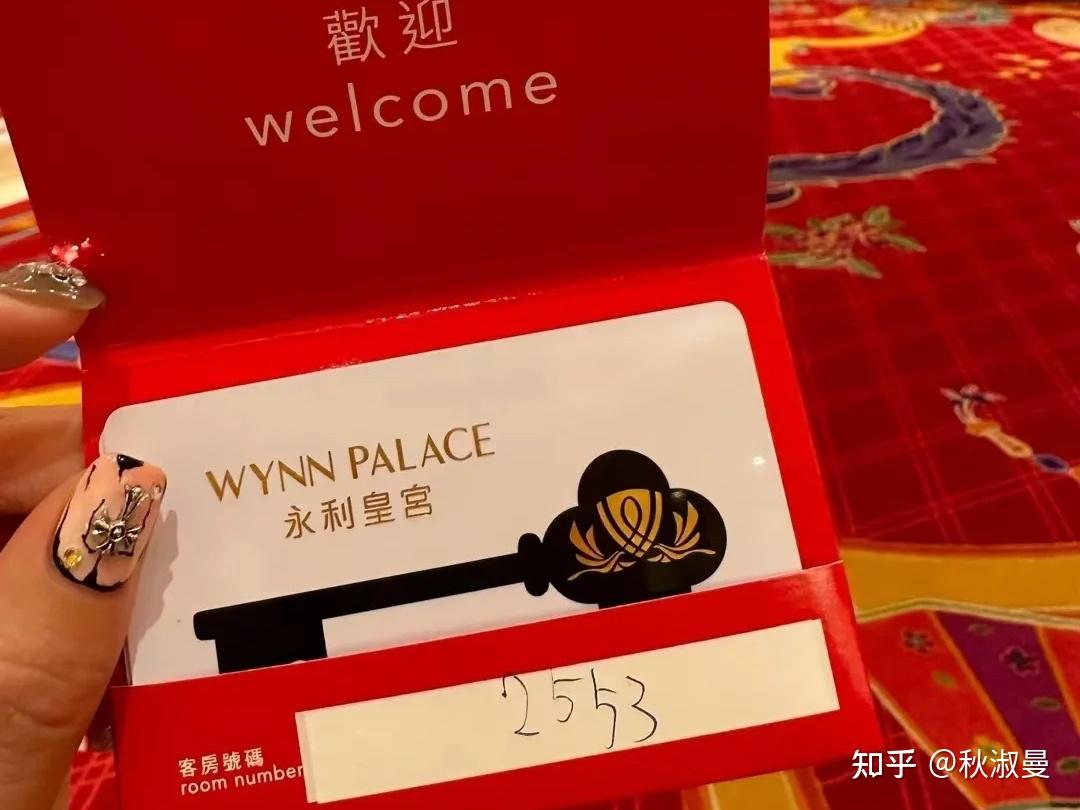 歡迎
welcome
WYNN PALACE
永利皇宮
2553
客房號碼
room number
知乎 @秋淑曼